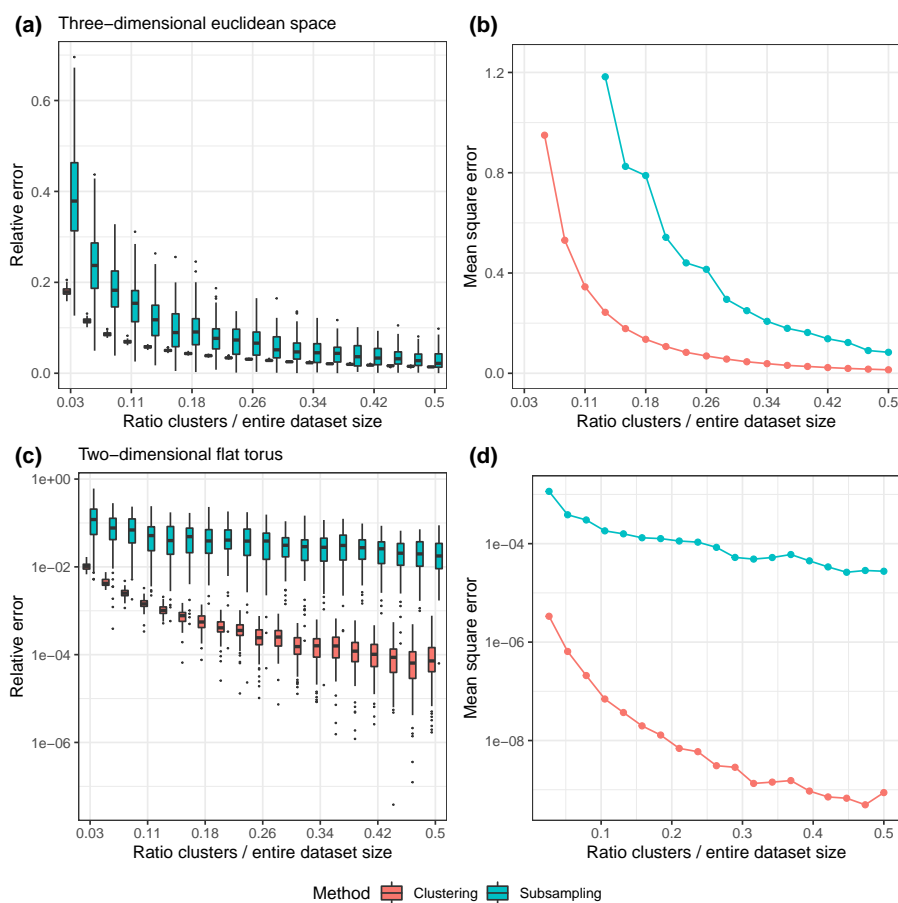 (a) Three−dimensional euclidean space
0.6
0.4
0.2
0.0
Relative error
0.03 0.11 0.18 0.26 0.34 0.42 0.5
Ratio clusters / entire dataset size
(b)
1.2
0.8
0.4
0.0
Mean square error
0.03 0.11 0.18 0.26 0.34 0.42 0.5
Ratio clusters / entire dataset size
(c) Two−dimensional flat torus
1e+00
1e−02
1e−04
1e−06
Relative error
0.03 0.11 0.18 0.26 0.34 0.42 0.5
Ratio clusters / entire dataset size
(d)
1e−04
1e−06
1e−08
Mean square error
0.1 0.2 0.3 0.4 0.5
Ratio clusters / entire dataset size
Method Clustering Subsampling